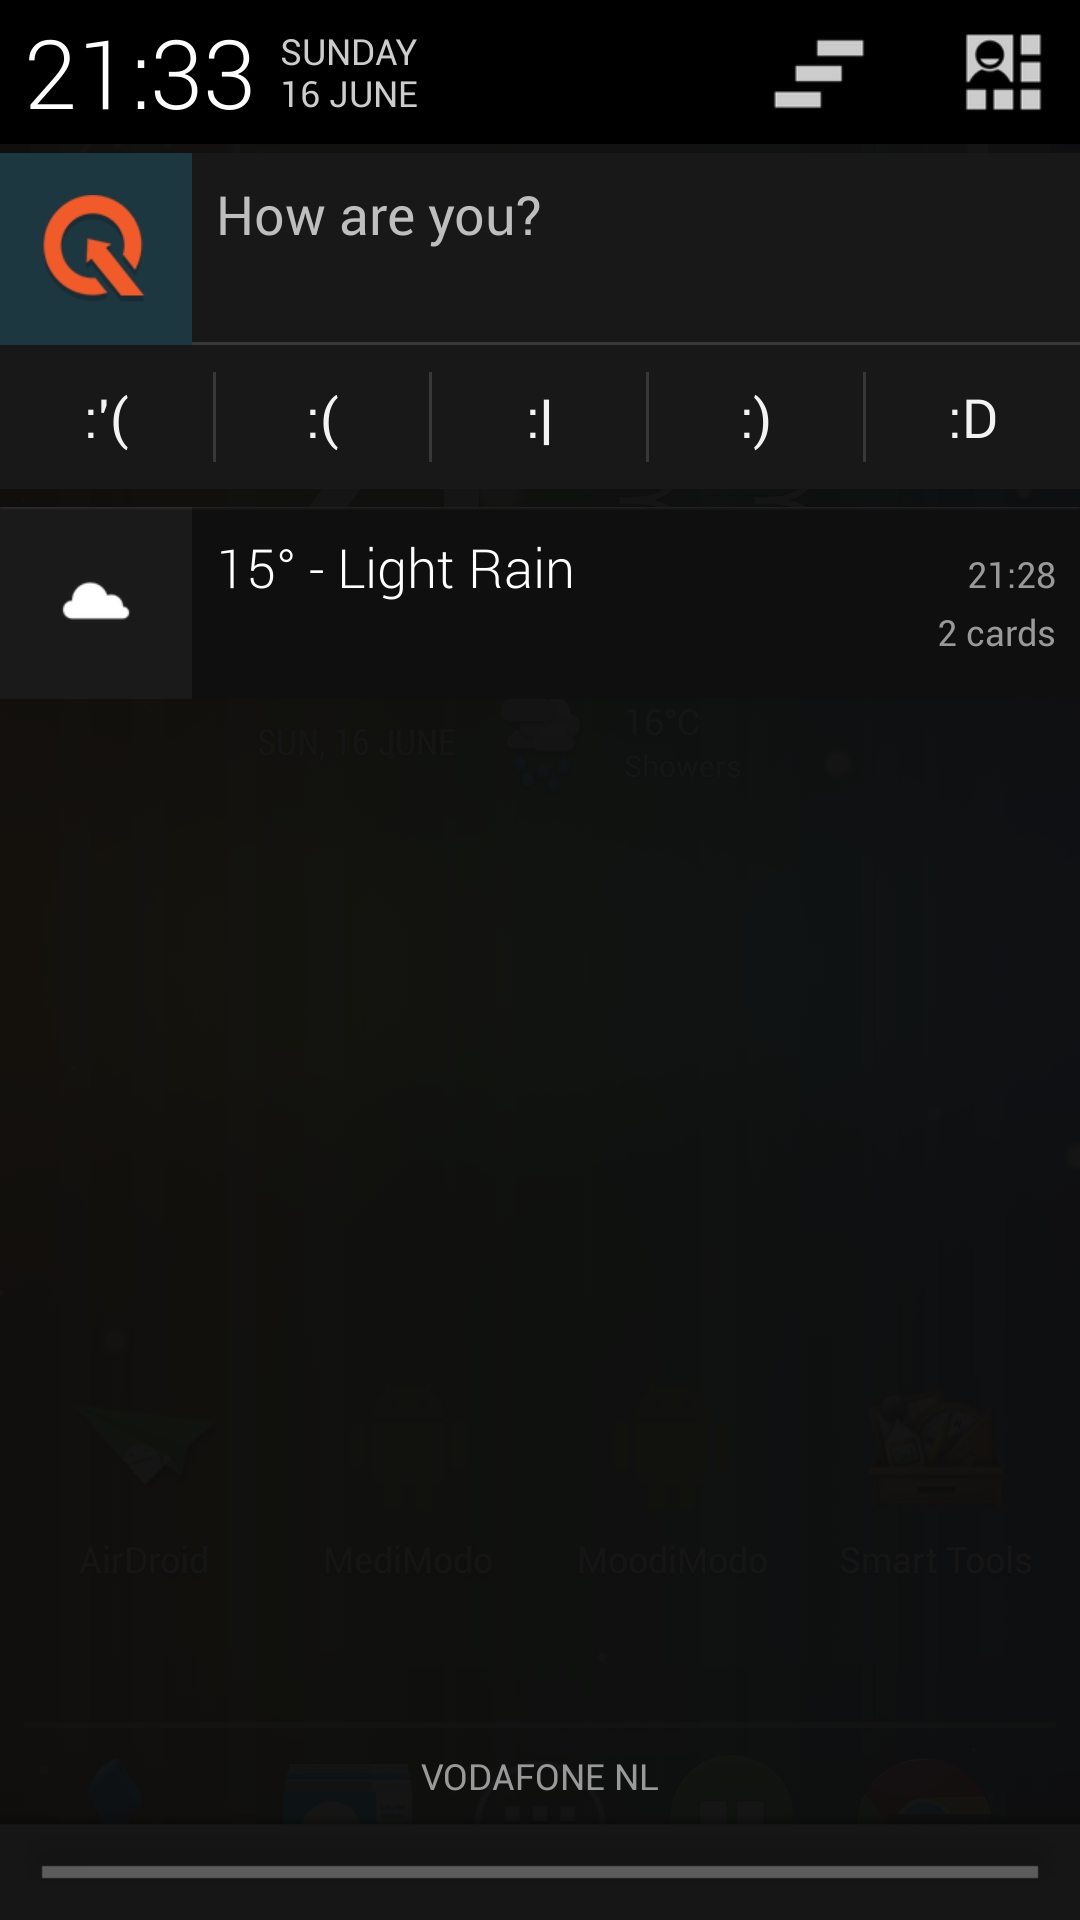 21:33
SUNDAY
16 JUNE
How are you?
:'(
:(
:|
:)
:D
15° - Light Rain
21:28
2 cards
SUN, 16 JUNE
16°C
Showers
AirDroid
MediModo
MoodiModo
Smart Tools
VODAFONE NL